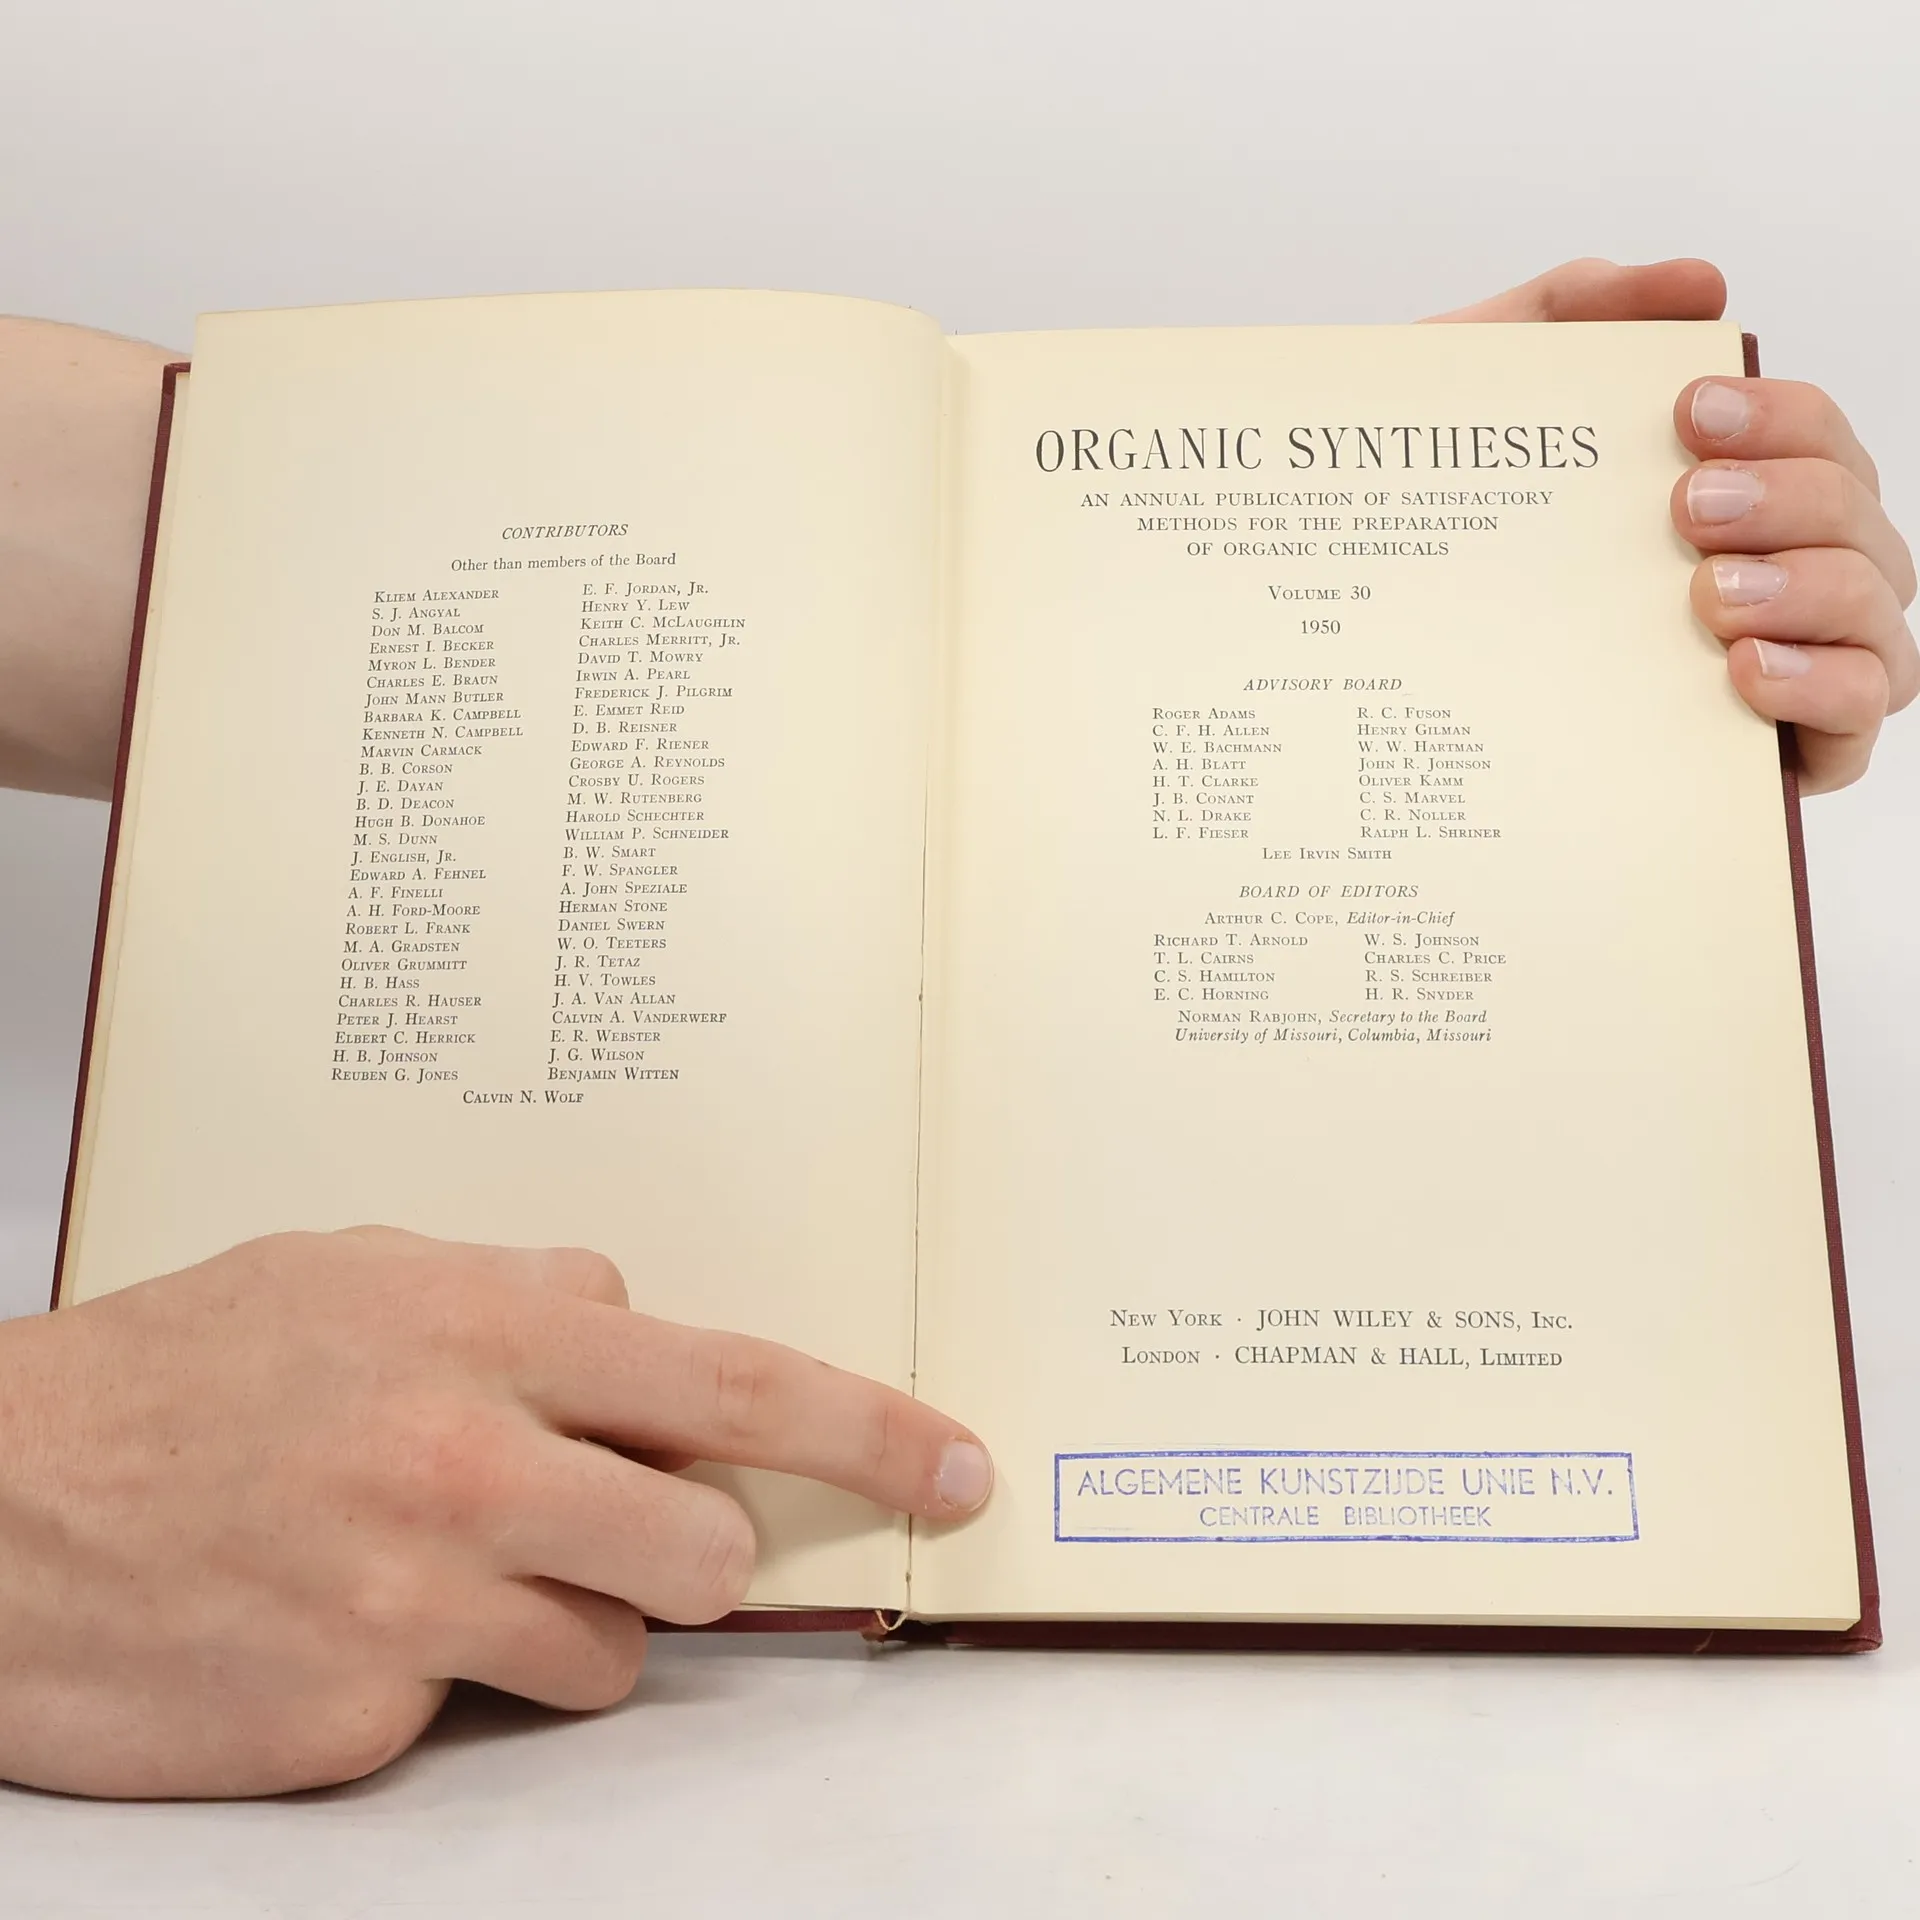 CONTRIBUTORS
Other than members of the Board
KLIEM ALEXANDER
S. J. ANGYAL
DON M. BALCOM
ERNEST I. BECKER
MYRON L. BENDER
CHARLES E. BRAUN
JOHN MANN BUTLER
BARBARA K. CAMPBELL
KENNETH N. CAMPBELL
MARVIN CARMACK
B. B. CORSON
J. E. DAYAN
B. D. DEACON
HUGH B. DONAHOE
M. S. DUNN
J. ENGLISH, JR.
EDWARD A. FEHNEL
A. F. FINELLI
A. H. FORD-MOORE
ROBERT L. FRANK
M. A. GRADSTEN
OLIVER GRUMMITT
H. B. HASS
CHARLES R. HAUSER
PETER J. HEARST
ELBERT C. HERRICK
H. B. JOHNSON
REUBEN G. JONES
E. F. JORDAN, JR.
HENRY Y. LEW
KEITH C. MCLAUGHLIN
CHARLES MERRITT, JR.
DAVID T. MOWRY
IRWIN A. PEARL
FREDERICK J. PILGRIM
E. EMMET REID
D. B. REISNER
EDWARD F. RIENER
GEORGE A. REYNOLDS
CROSBY U. ROGERS
M. W. RUTENBERG
HAROLD SCHECHTER
WILLIAM P. SCHNEIDER
B. W. SMART
F. W. SPANGLER
A. JOHN SPEZIALE
HERMAN STONE
DANIEL SWERN
W. O. TEETERS
J. R. TETAZ
H. V. TOWLES
J. A. VAN ALLAN
CALVIN A. VANDERWERF
E. R. WEBSTER
J. G. WILSON
BENJAMIN WITTEN
CALVIN N. WOLF
ORGANIC SYNTHESES
AN ANNUAL PUBLICATION OF SATISFACTORY
METHODS FOR THE PREPARATION
OF ORGANIC CHEMICALS
VOLUME 30
1950
ADVISORY BOARD
ROGER ADAMS
C. F. H. ALLEN
W. E. BACHMANN
A. H. BLATT
H. T. CLARKE
J. B. CONANT
N. L. DRAKE
L. F. FIESER
R. C. FUSON
HENRY GILMAN
W. W. HARTMAN
JOHN R. JOHNSON
OLIVER KAMM
C. S. MARVEL
C. R. NOLLER
RALPH L. SHRINER
LEE IRVIN SMITH
BOARD OF EDITORS
ARTHUR C. COPE, Editor-in-Chief
RICHARD T. ARNOLD
T. L. CAIRNS
C. S. HAMILTON
E. C. HORNING
W. S. JOHNSON
CHARLES C. PRICE
R. S. SCHREIBER
H. R. SNYDER
NORMAN RABJOHN, Secretary to the Board
University of Missouri, Columbia, Missouri
NEW YORK · JOHN WILEY & SONS, INC.
LONDON · CHAPMAN & HALL, LIMITED
ALGEMENE KUNSTZIJDE UNIE N.V.
CENTRALE BIBLIOTHEEK